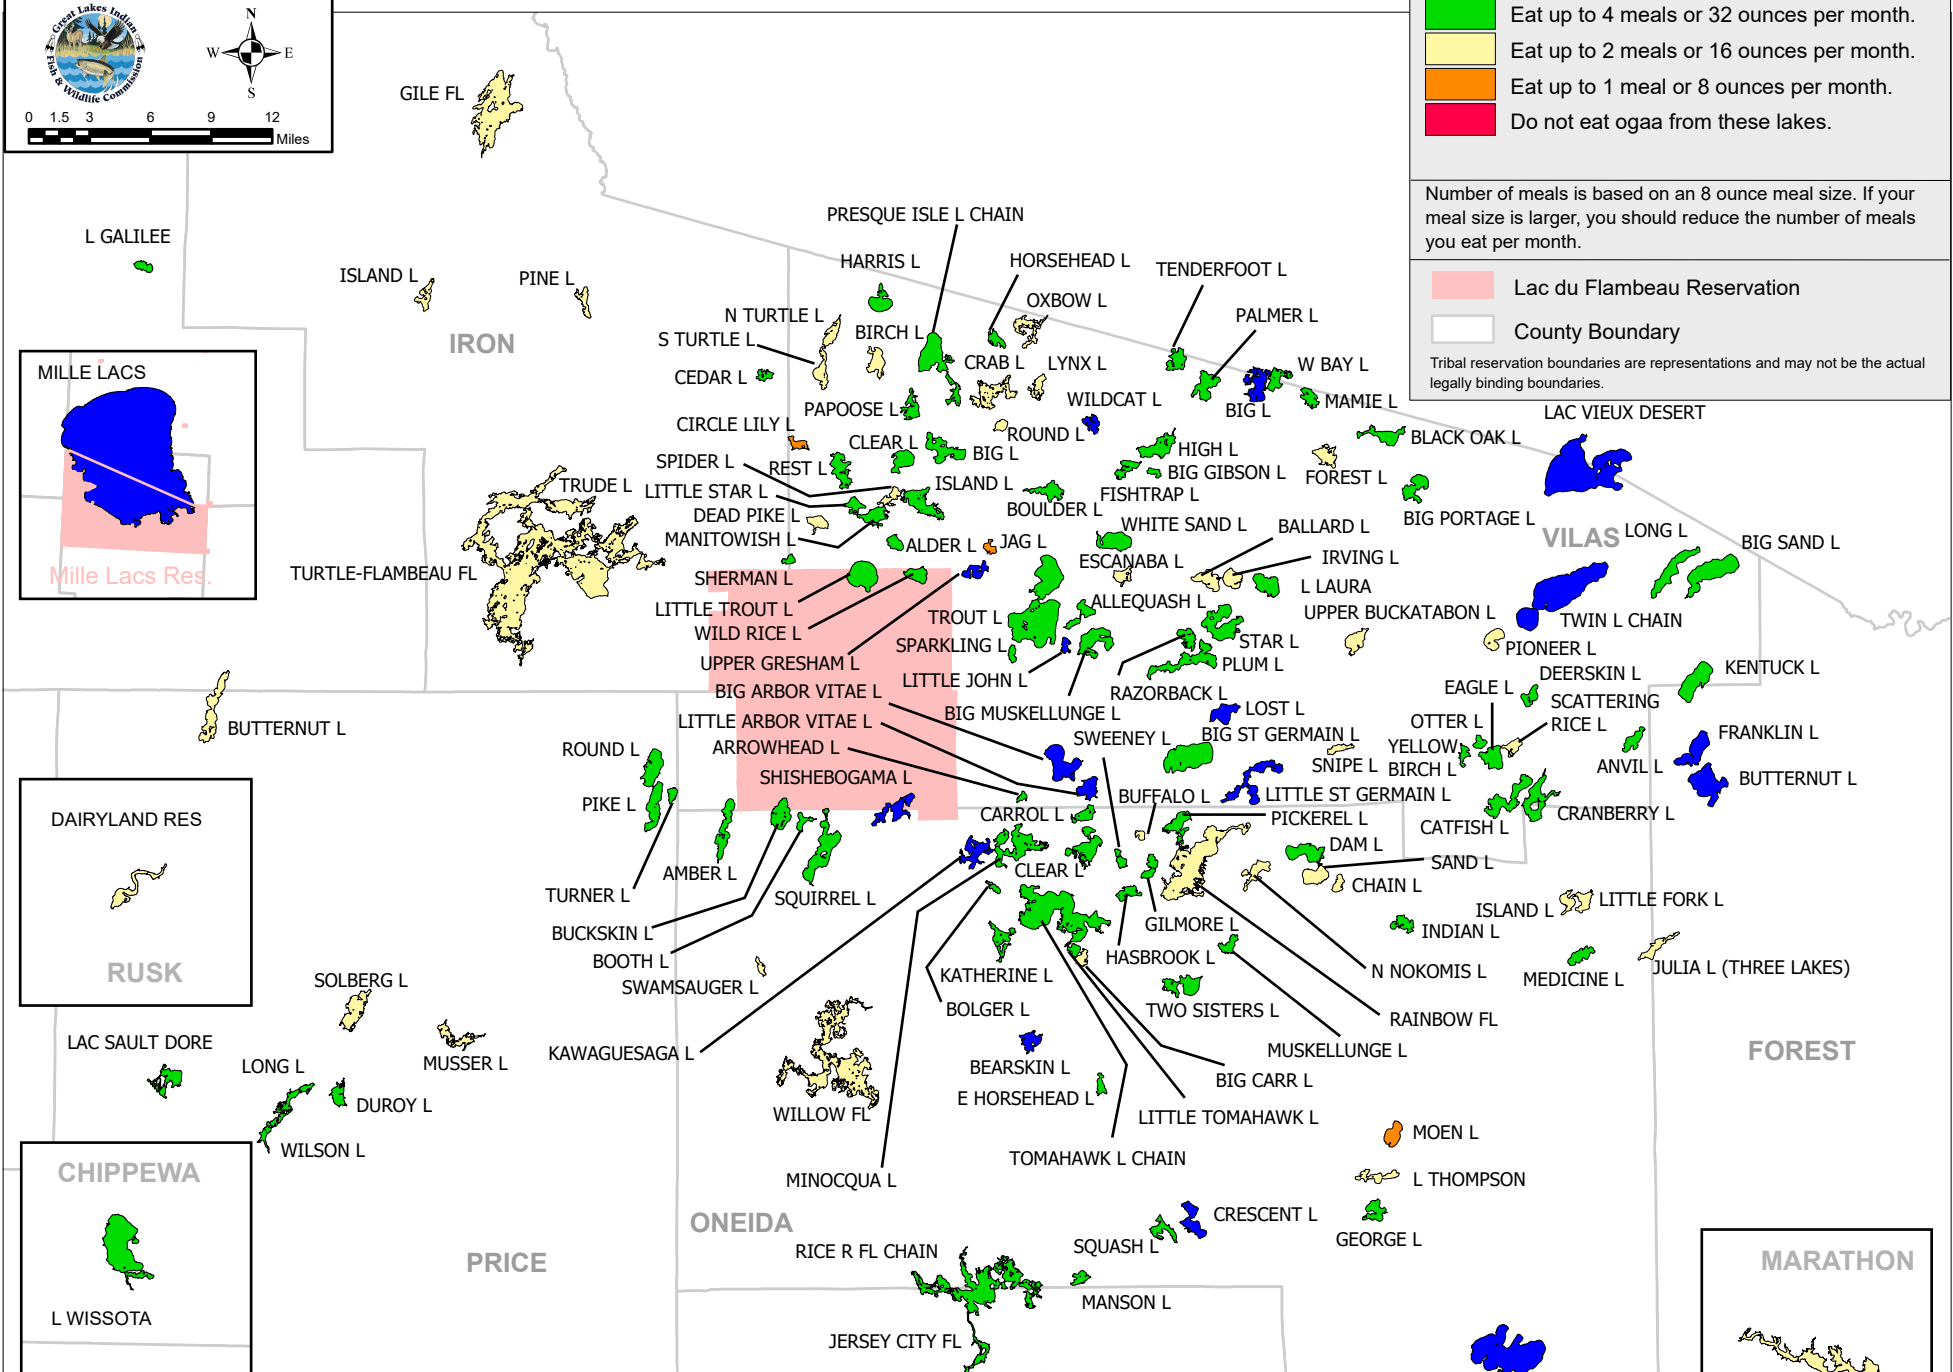 Great Lakes Indian
Fish & Wildlife Commission
N
W E
S
0 1.5 3 6 9 12
Miles
Eat up to 4 meals or 32 ounces per month.
Eat up to 2 meals or 16 ounces per month.
Eat up to 1 meal or 8 ounces per month.
Do not eat ogaa from these lakes.
Number of meals is based on an 8 ounce meal size. If your
meal size is larger, you should reduce the number of meals
you eat per month.
Lac du Flambeau Reservation
County Boundary
Tribal reservation boundaries are representations and may not be the actual
legally binding boundaries.
GILE FL
L GALILEE
ISLAND L
PINE L
IRON
PRESQUE ISLE L CHAIN
HARRIS L
HORSEHEAD L
TENDERFOOT L
OXBOW L
N TURTLE L
PALMER L
S TURTLE L
BIRCH L
CRAB L
LYNX L
W BAY L
CEDAR L
MILLE LACS
Mille Lacs Res.
PAPOOSE L
WILDCAT L
BIG L
MAMIE L
LAC VIEUX DESERT
CIRCLE LILY L
ROUND L
CLEAR L
BIG L
HIGH L
BLACK OAK L
SPIDER L
REST L
BIG GIBSON L
FOREST L
TRUDE L
LITTLE STAR L
ISLAND L
FISHTRAP L
DEAD PIKE L
BOULDER L
BIG PORTAGE L
MANITOWISH L
ALDER L
JAG L
WHITE SAND L
BALLARD L
VILAS
LONG L
BIG SAND L
TURTLE-FLAMBEAU FL
SHERMAN L
ESCANABA L
IRVING L
L LAURA
LITTLE TROUT L
TROUT L
ALLEQUASH L
UPPER BUCKATABON L
TWIN L CHAIN
WILD RICE L
SPARKLING L
STAR L
PIONEER L
UPPER GRESHAM L
LITTLE JOHN L
PLUM L
DEERSKIN L
KENTUCK L
BIG ARBOR VITAE L
RAZORBACK L
EAGLE L
SCATTERING
RICE L
LITTLE ARBOR VITAE L
BIG MUSKELLUNGE L
LOST L
OTTER L
BUTTERNUT L
ARROWHEAD L
SWEENEY L
BIG ST GERMAIN L
YELLOW
BIRCH L
FRANKLIN L
ROUND L
SHISHEBOGAMA L
SNIPE L
ANVIL L
BUTTERNUT L
PIKE L
BUFFALO L
LITTLE ST GERMAIN L
DAIRYLAND RES
RUSK
CARROL L
PICKEREL L
CATFISH L
CRANBERRY L
AMBER L
CLEAR L
DAM L
SAND L
TURNER L
SQUIRREL L
CHAIN L
BUCKSKIN L
GILMORE L
ISLAND L
LITTLE FORK L
BOOTH L
HASBROOK L
INDIAN L
SWAMSAUGER L
KATHERINE L
N NOKOMIS L
MEDICINE L
JULIA L (THREE LAKES)
SOLBERG L
BOLGER L
TWO SISTERS L
RAINBOW FL
LAC SAULT DORE
MUSSER L
KAWAGUESAGA L
BEARSKIN L
MUSKELLUNGE L
FOREST
LONG L
DUROY L
E HORSEHEAD L
BIG CARR L
WILLOW FL
LITTLE TOMAHAWK L
WILSON L
MOEN L
TOMAHAWK L CHAIN
MINOCQUA L
L THOMPSON
CHIPPEWA
L WISSOTA
ONEIDA
CRESCENT L
SQUASH L
GEORGE L
PRICE
RICE R FL CHAIN
MANSON L
JERSEY CITY FL
MARATHON